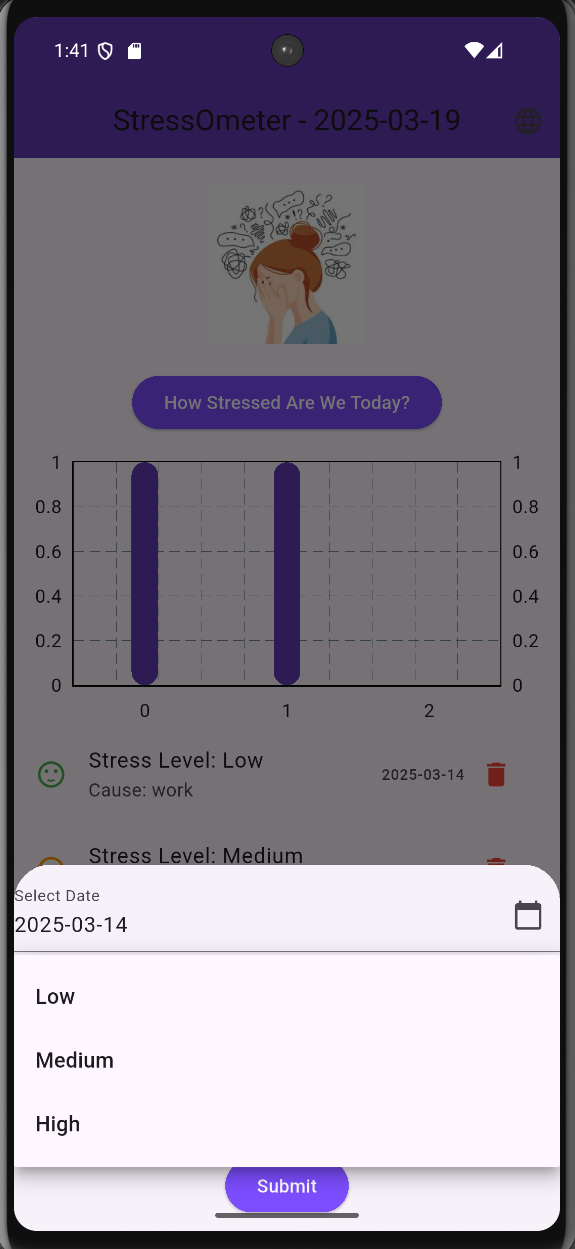 1:41
StressOmeter - 2025-03-19
How Stressed Are We Today?
1 1
0.8 0.8
0.6 0.6
0.4 0.4
0.2 0.2
0 0
0 1 2
Stress Level: Low
Cause: work
2025-03-14
Stress Level: Medium
Select Date
2025-03-14
Low
Medium
High
Submit